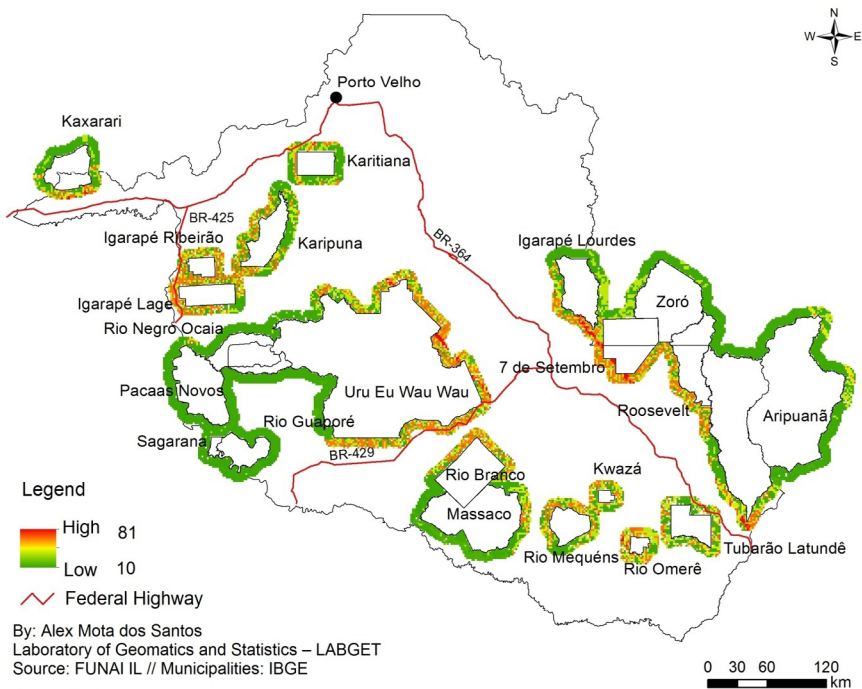 N
W E
S
Porto Velho
Kaxarari
Karitiana
BR-425
Igarapé Ribeirão
Karipuna
BR-364
Igarapé Lourdes
Zoró
Igarapé Lage
Rio Negro Ocaia
7 de Setembro
Pacaas Novos
Uru Eu Wau Wau
Roosevelt
Aripuanã
Rio Guaporé
Sagarana
BR-429
Rio Branco
Kwazá
Massaco
Rio Mequéns
Rio Omerê
Tubarão Latundê
Legend
High 81
Low 10
Federal Highway
By: Alex Mota dos Santos
Laboratory of Geomatics and Statistics – LABGET
Source: FUNAI IL // Municipalities: IBGE
0 30 60 120
km